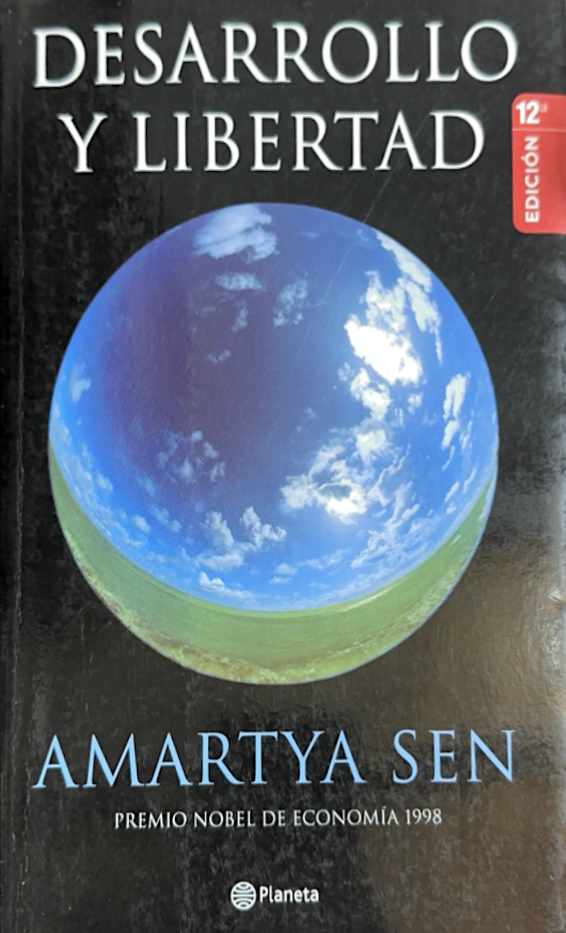 DESARROLLO
Y LIBERTAD
12ª
EDICIÓN
AMARTYA SEN
PREMIO NOBEL DE ECONOMÍA 1998
Planeta